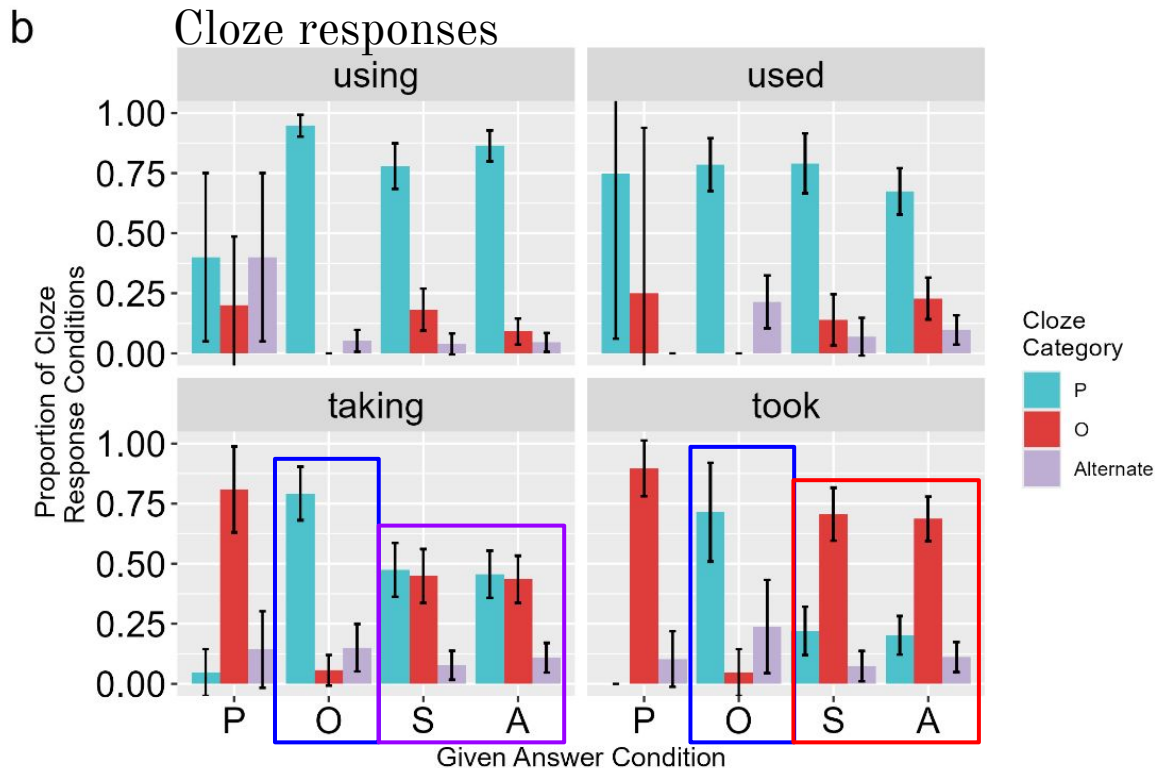 b
Cloze responses
using
used
1.00
0.75
0.50
0.25
0.00
taking
took
1.00
0.75
0.50
0.25
0.00
Proportion of Cloze
Response Conditions
P O S A
P O S A
Given Answer Condition
Cloze
Category
P
O
Alternate